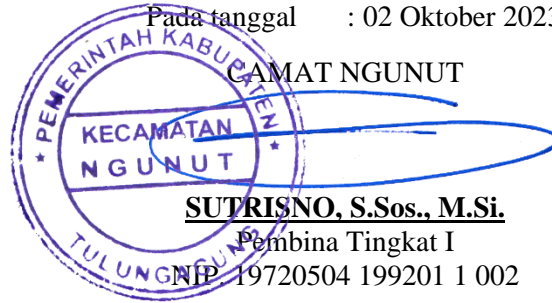 Pada tanggal : 02 Oktober 2023
CAMAT NGUNUT
PEMERINTAH KABUPATEN
KECAMATAN
NGUNUT
TULUNGAGUNG
SUTRISNO, S.Sos., M.Si.
Pembina Tingkat I
NIP. 19720504 199201 1 002